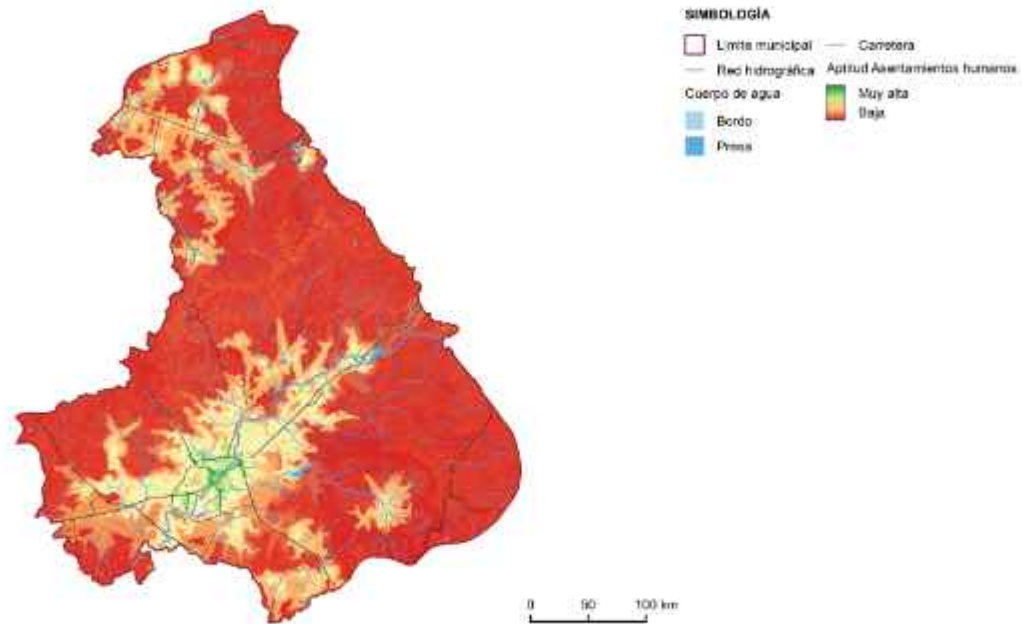 SIMBOLOGÍA
Límite municipal
Carretera
Red hidrográfica
Aptitud Asentamientos humanos
Cuerpo de agua
Muy alta
Bordo
Baja
Presa
0 50 100 km